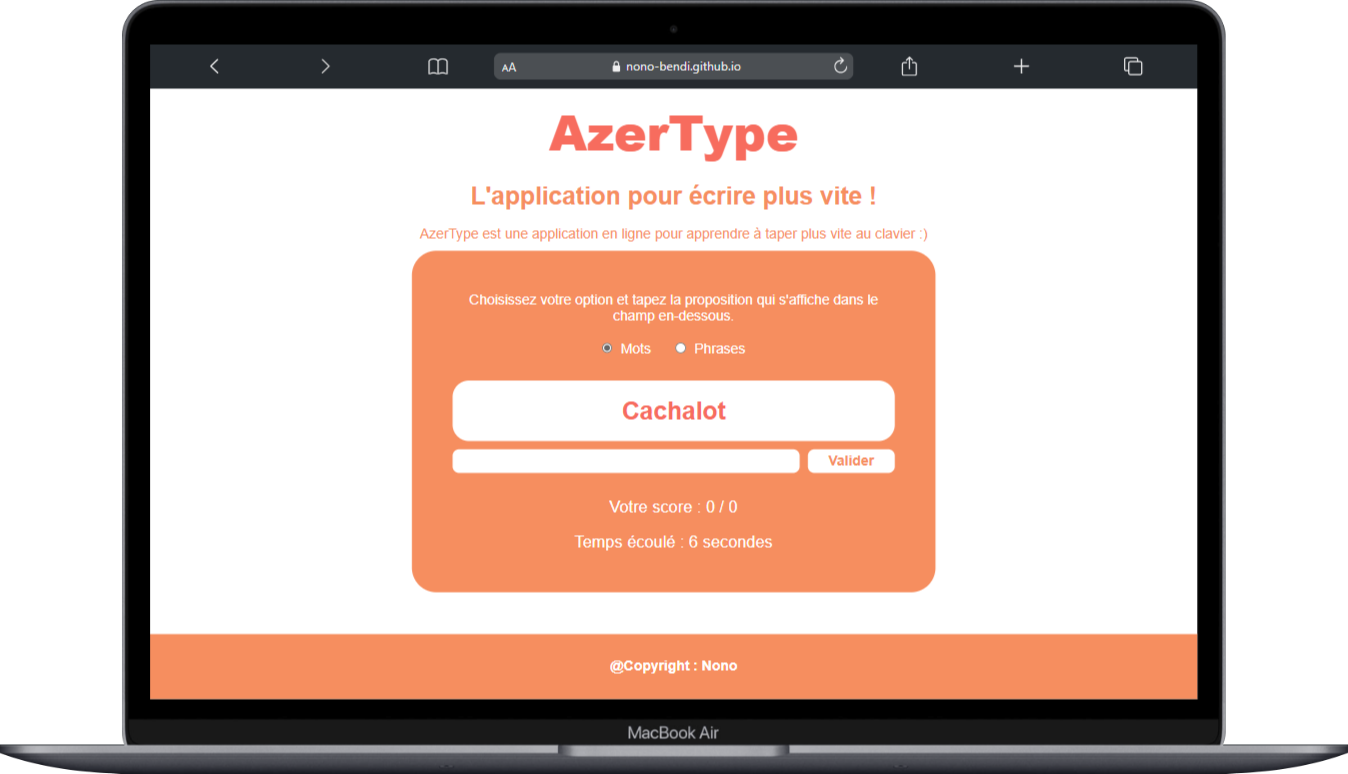 AA nono-bendi.github.io
AzerType
L'application pour écrire plus vite !
AzerType est une application en ligne pour apprendre à taper plus vite au clavier :)
Choisissez votre option et tapez la proposition qui s'affiche dans le
champ en-dessous.
Mots Phrases
Cachalot
Valider
Votre score : 0 / 0
Temps écoulé : 6 secondes
@Copyright : Nono
MacBook Air